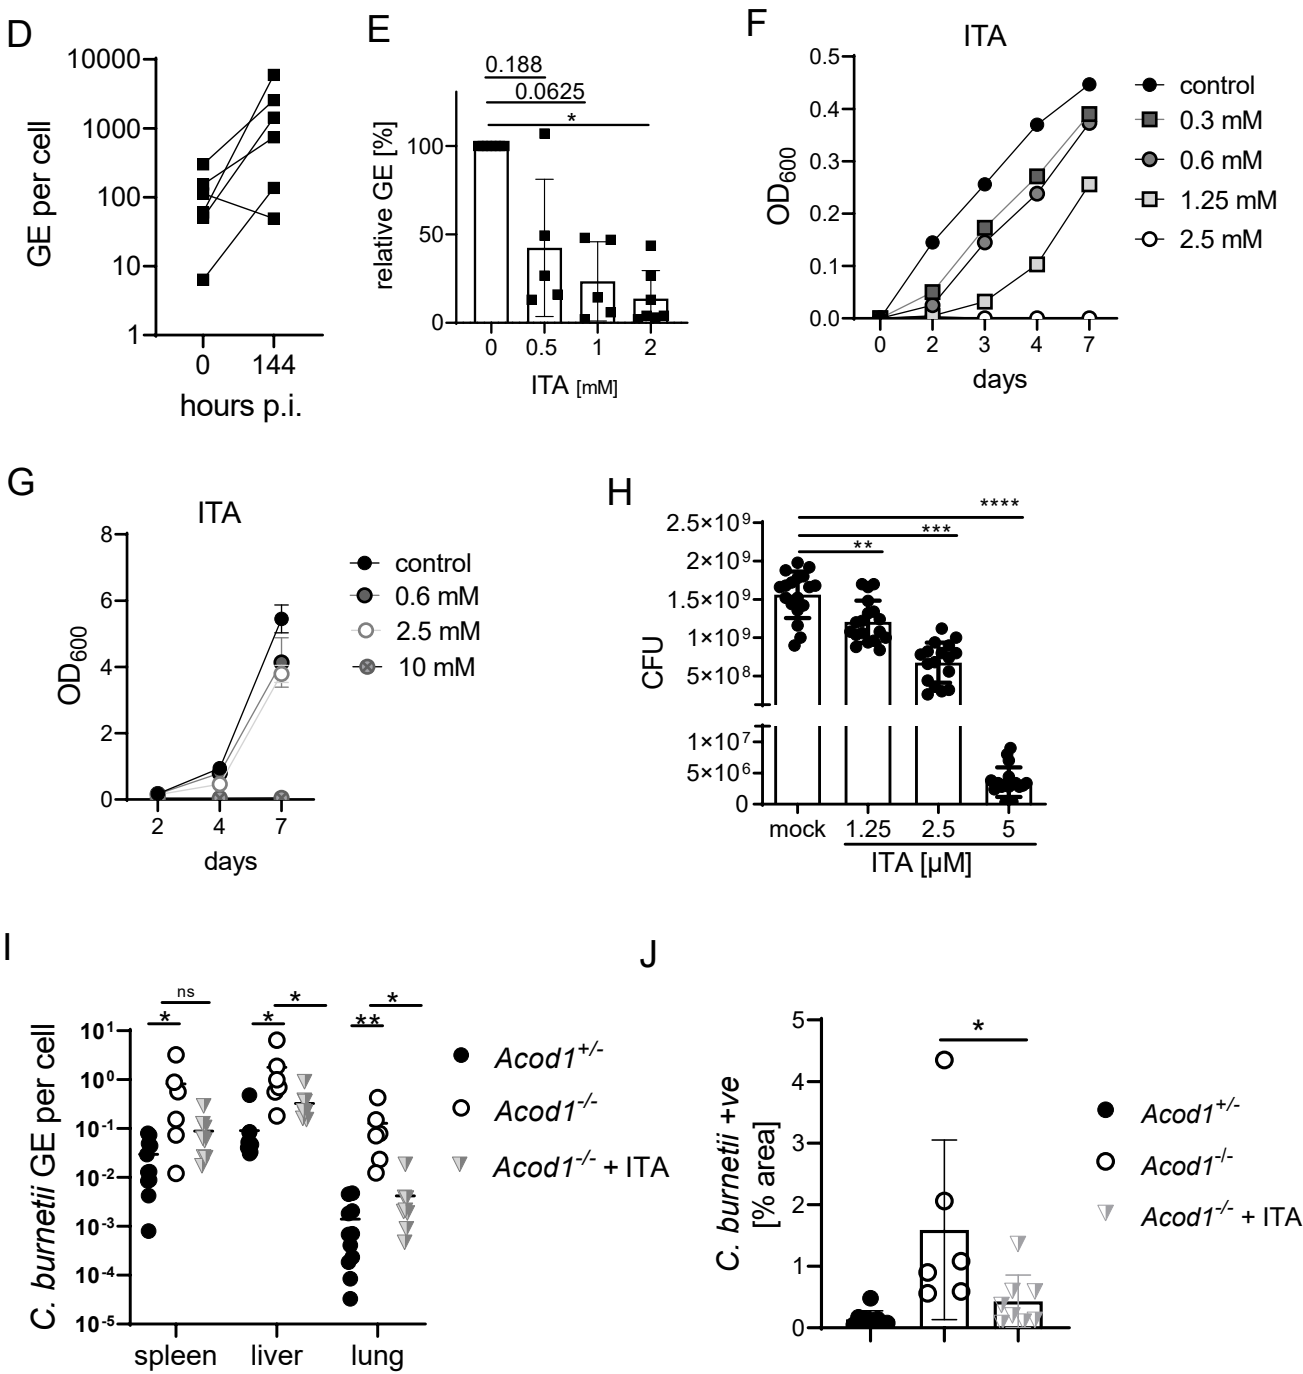 D
GE per cell
10000
1000
100
10
1
0 144
hours p.i.
E
relative GE [%]
0.188
0.0625
*
100
50
0
0 0.5 1 2
ITA [mM]
F
ITA
OD600
0.5
0.4
0.3
0.2
0.1
0.0
0 2 3 4 7
days
control
0.3 mM
0.6 mM
1.25 mM
2.5 mM
G
ITA
OD600
8
6
4
2
0
2 4 7
days
control
0.6 mM
2.5 mM
10 mM
H
CFU
****
***
**
2.5×10⁹
2×10⁹
1.5×10⁹
1×10⁹
5×10⁸
1×10⁷
5×10⁶
0
mock 1.25 2.5 5
ITA [µM]
I
C. burnetii GE per cell
ns
* * *
** *
10¹
10⁰
10⁻¹
10⁻²
10⁻³
10⁻⁴
10⁻⁵
spleen liver lung
Acod1⁺/⁻
Acod1⁻/⁻
Acod1⁻/⁻ + ITA
J
C. burnetii +ve
[% area]
*
5
4
3
2
1
0
Acod1⁺/⁻
Acod1⁻/⁻
Acod1⁻/⁻ + ITA